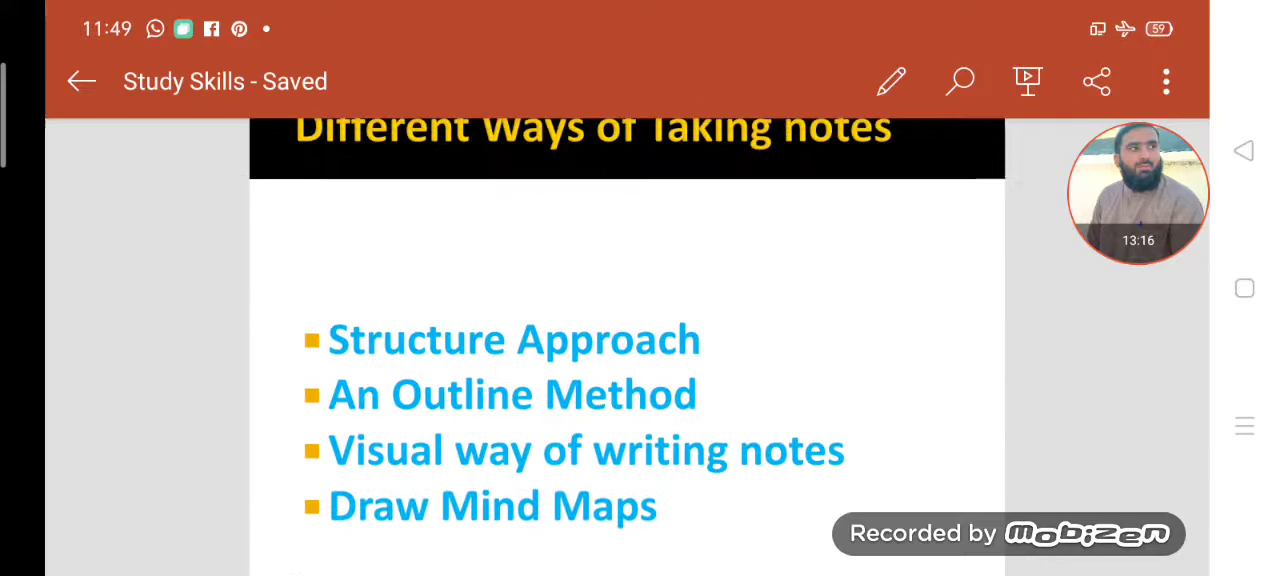 11:49
59
Study Skills - Saved
Different Ways of Taking notes
13:16
Structure Approach
An Outline Method
Visual way of writing notes
Draw Mind Maps
Recorded by mobizen